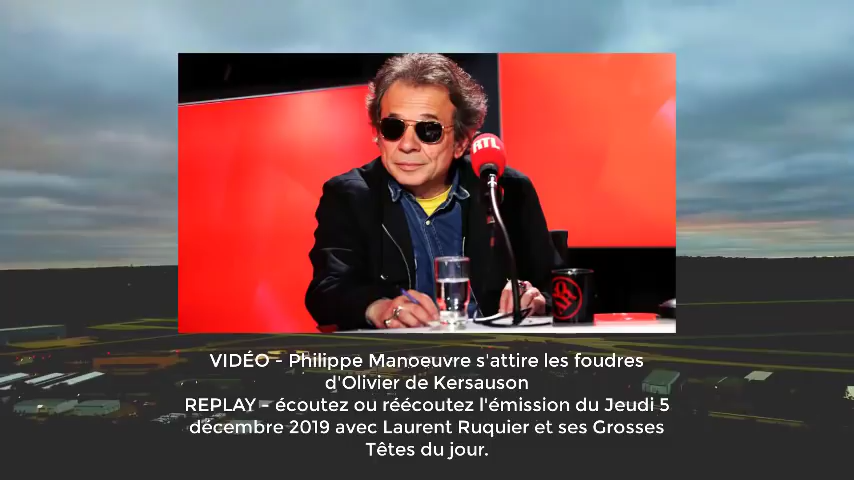 RTL
VIDÉO - Philippe Manoeuvre s'attire les foudres
d'Olivier de Kersauson
REPLAY - écoutez ou réécoutez l'émission du Jeudi 5
décembre 2019 avec Laurent Ruquier et ses Grosses
Têtes du jour.